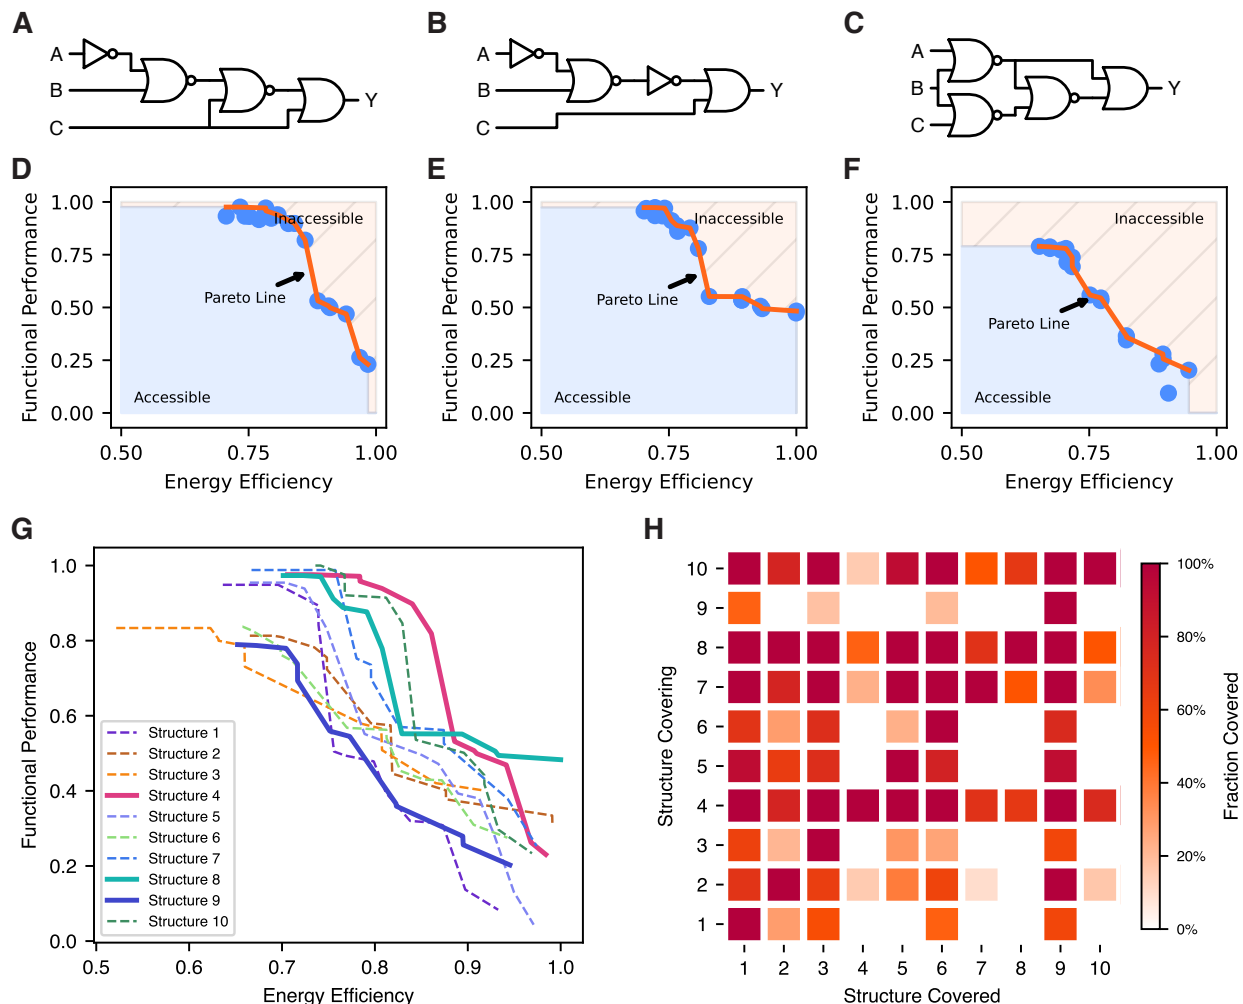 A
B
C
A
B
C
Y
A
B
C
Y
A
B
C
Y
D
E
F
Functional Performance
1.00
0.75
0.50
0.25
0.00
Inaccessible
Pareto Line
Accessible
0.50
0.75
1.00
Energy Efficiency
Functional Performance
1.00
0.75
0.50
0.25
0.00
Inaccessible
Pareto Line
Accessible
0.50
0.75
1.00
Energy Efficiency
Functional Performance
1.00
0.75
0.50
0.25
0.00
Inaccessible
Pareto Line
Accessible
0.50
0.75
1.00
Energy Efficiency
G
Functional Performance
1.0
0.8
0.6
0.4
0.2
0.0
Structure 1
Structure 2
Structure 3
Structure 4
Structure 5
Structure 6
Structure 7
Structure 8
Structure 9
Structure 10
0.5
0.6
0.7
0.8
0.9
1.0
Energy Efficiency
H
Structure Covering
10
9
8
7
6
5
4
3
2
1
1
2
3
4
5
6
7
8
9
10
Structure Covered
100%
80%
60%
40%
20%
0%
Fraction Covered